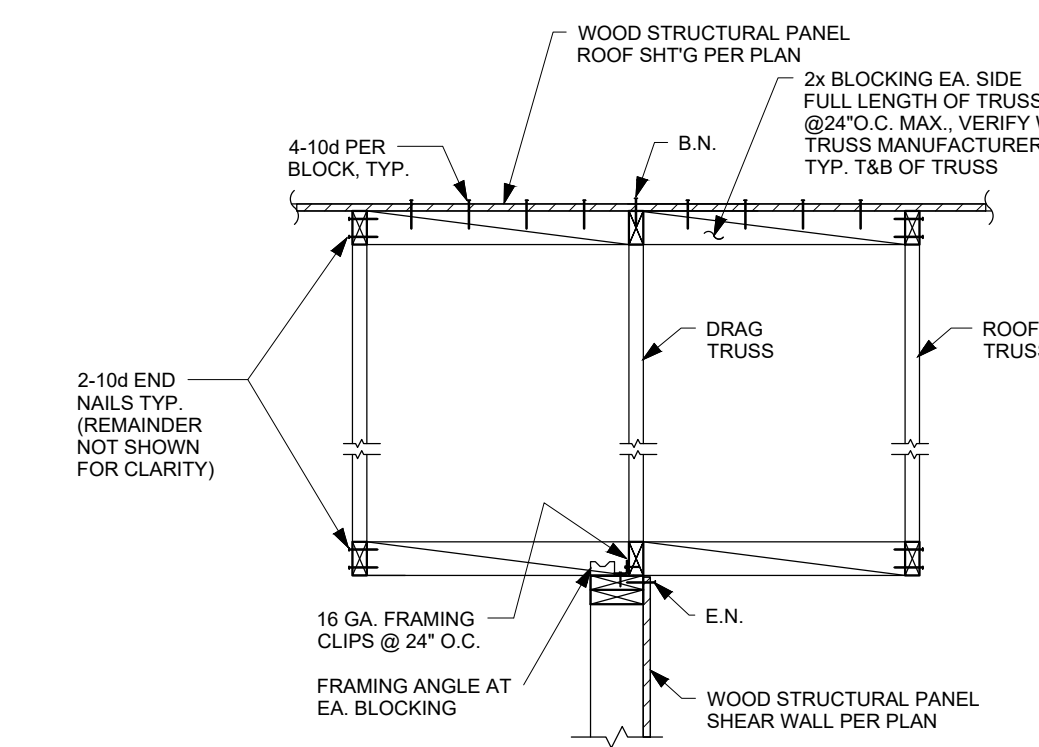 WOOD STRUCTURAL PANEL
ROOF SHT'G PER PLAN
2x BLOCKING EA. SIDE
FULL LENGTH OF TRUSS
@24"O.C. MAX., VERIFY
TRUSS MANUFACTURER
TYP. T&B OF TRUSS
4-10d PER
BLOCK, TYP.
B.N.
DRAG
TRUSS
ROOF
TRUSS
2-10d END
NAILS TYP.
(REMAINDER
NOT SHOWN
FOR CLARITY)
16 GA. FRAMING
CLIPS @ 24" O.C.
E.N.
FRAMING ANGLE AT
EA. BLOCKING
WOOD STRUCTURAL PANEL
SHEAR WALL PER PLAN